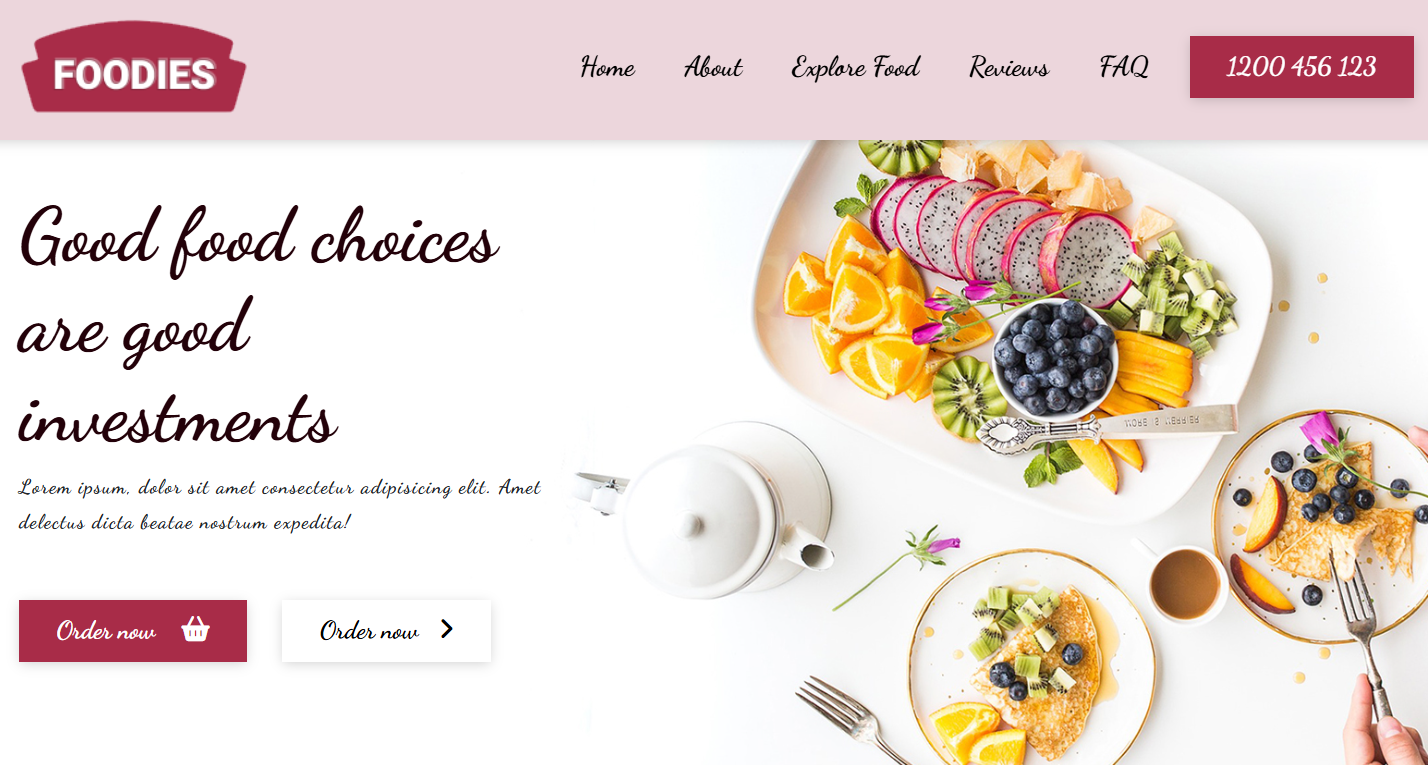 FOODIES
Home About Explore Food Reviews FAQ 1200 456 123
Good food choices
are good
investments
Lorem ipsum, dolor sit amet consectetur adipisicing elit. Amet
delectus dicta beatae nostrum expedita!
Order now Order now